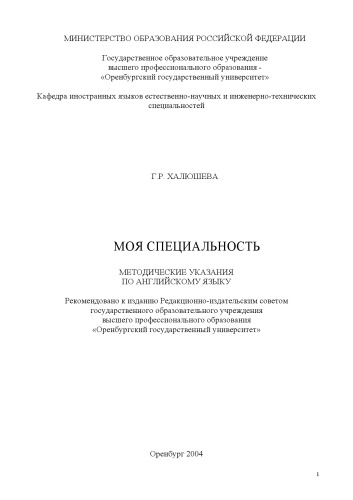 МИНИСТЕРСТВО ОБРАЗОВАНИЯ РОССИЙСКОЙ ФЕДЕРАЦИИ
Государственное образовательное учреждение
высшего профессионального образования -
«Оренбургский государственный университет»
Кафедра иностранных языков естественно-научных и инженерно-технических
специальностей
Г.Р. ХАЛЮШЕВА
МОЯ СПЕЦИАЛЬНОСТЬ
МЕТОДИЧЕСКИЕ УКАЗАНИЯ
ПО АНГЛИЙСКОМУ ЯЗЫКУ
Рекомендовано к изданию Редакционно-издательским советом
государственного образовательного учреждения
высшего профессионального образования
«Оренбургский государственный университет»
Оренбург 2004
1